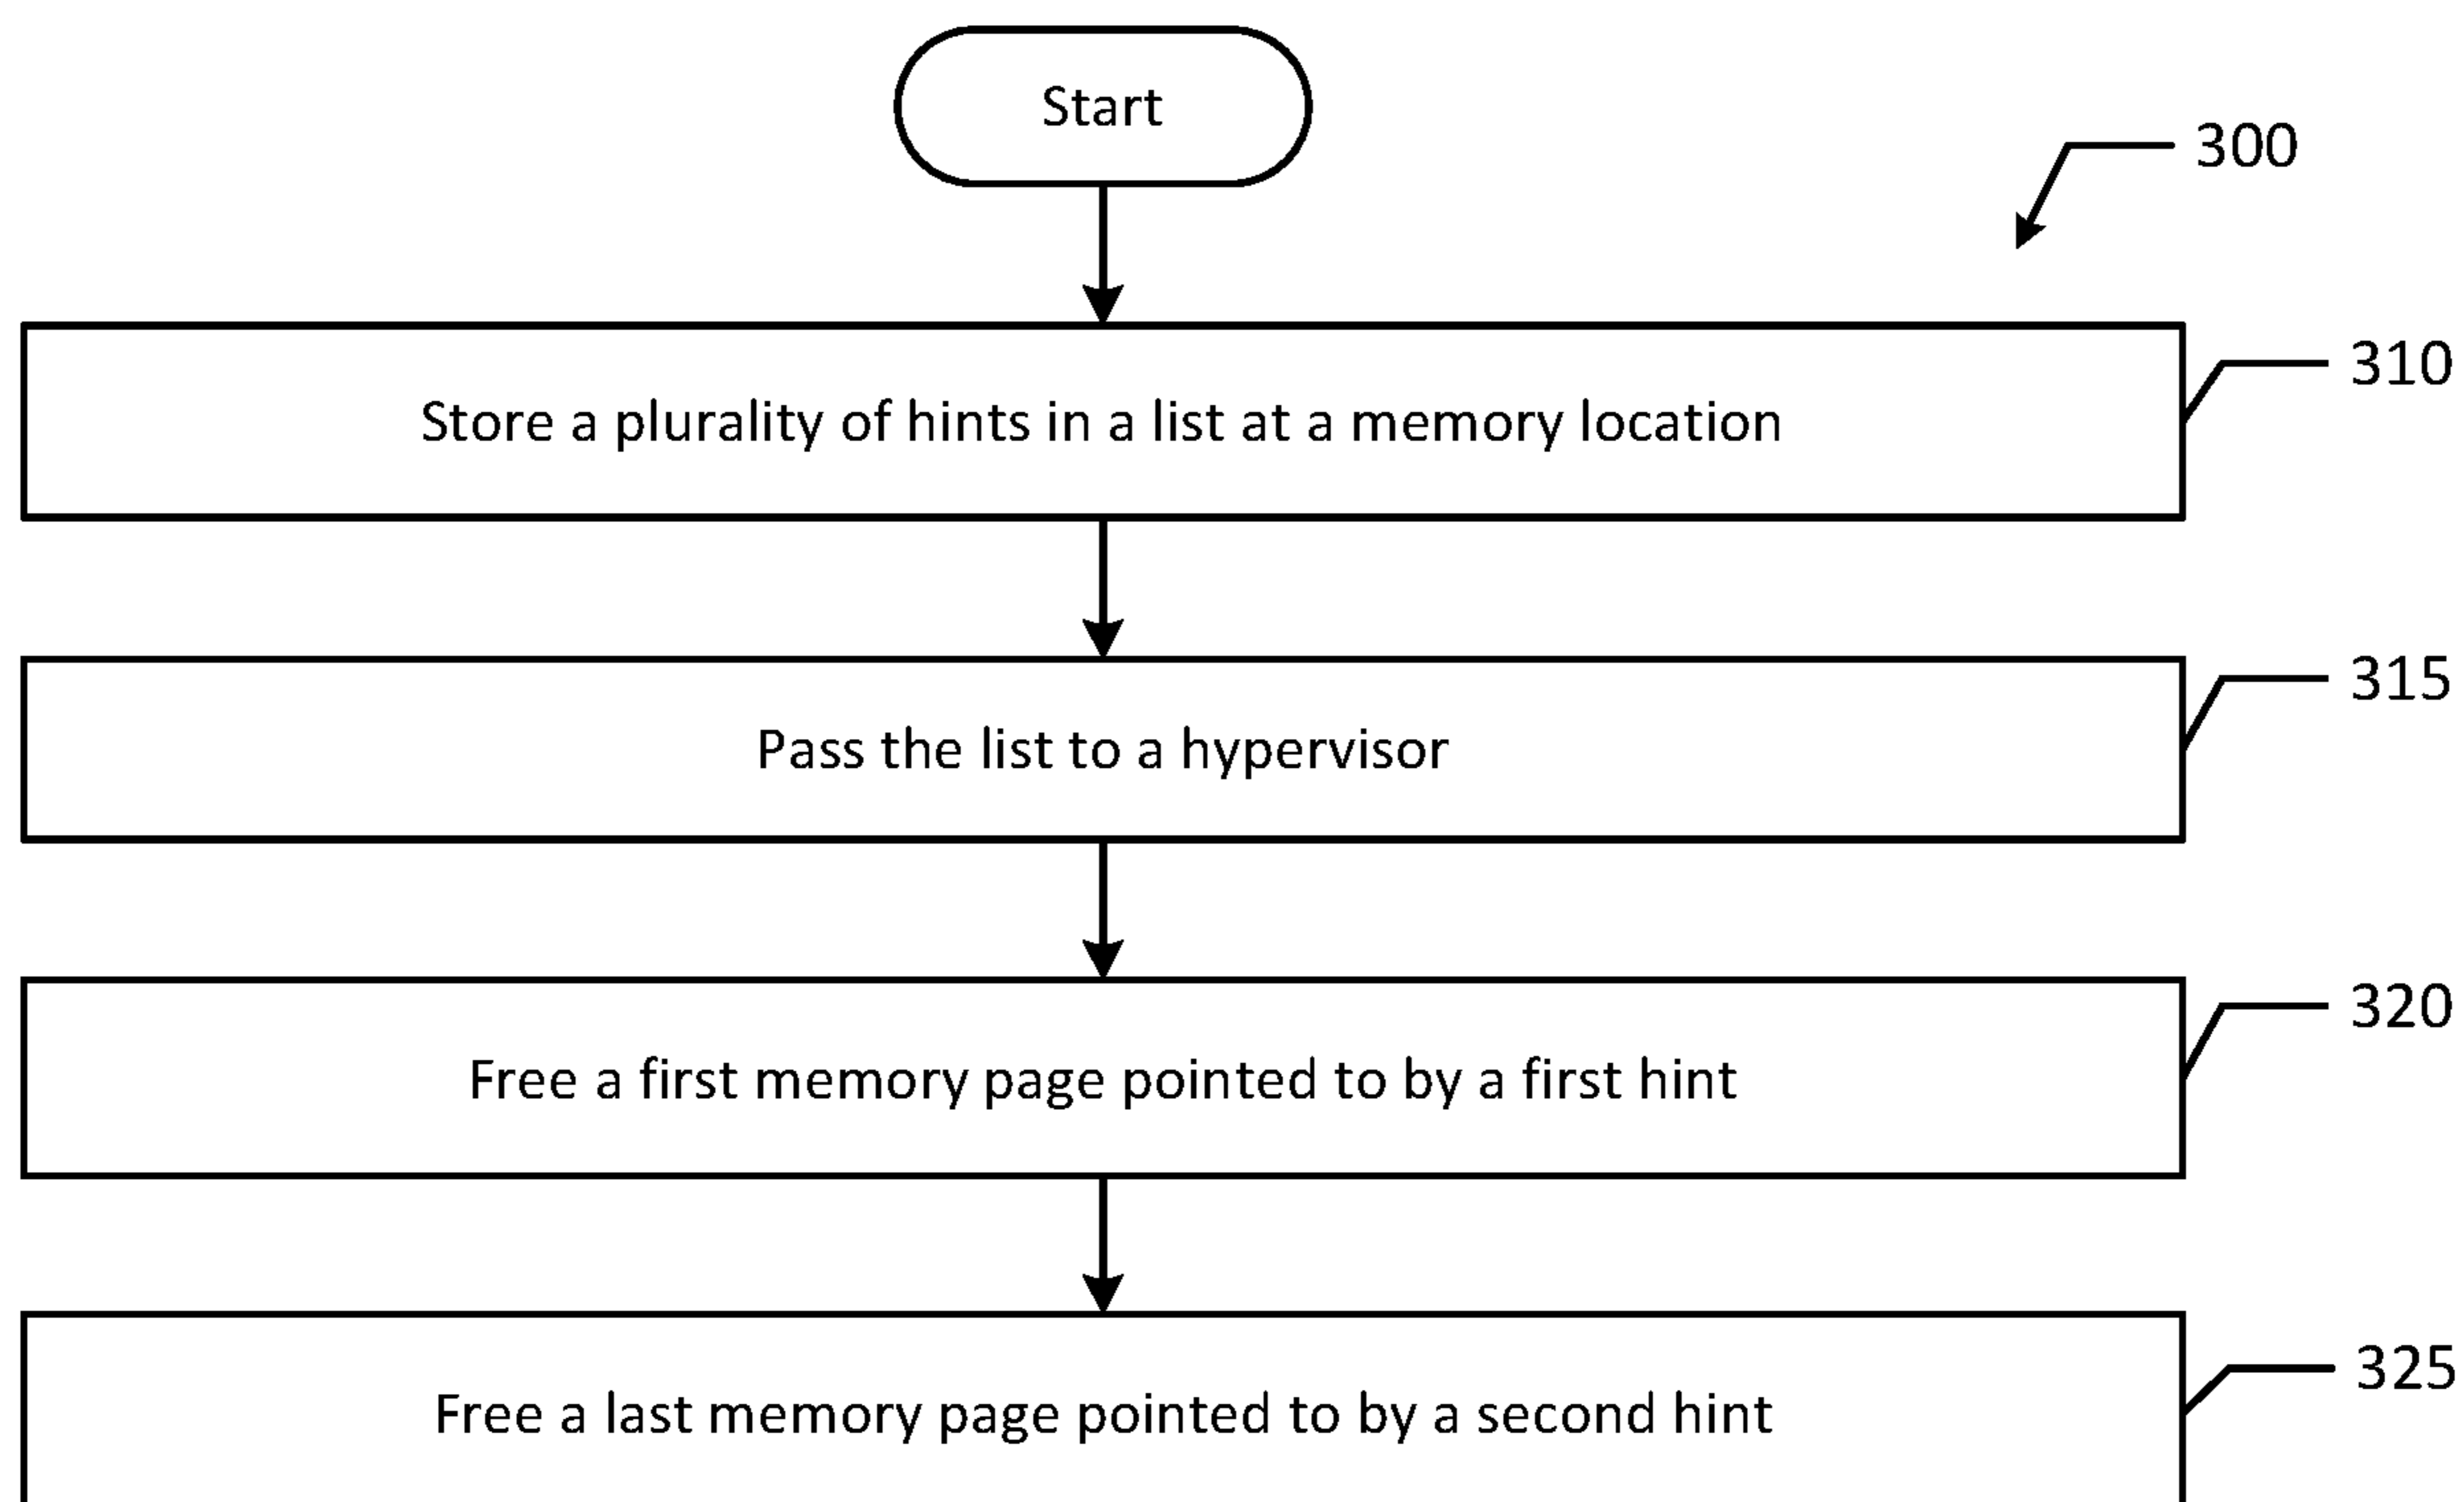 Start
300
310
Store a plurality of hints in a list at a memory location
315
Pass the list to a hypervisor
320
Free a first memory page pointed to by a first hint
325
Free a last memory page pointed to by a second hint